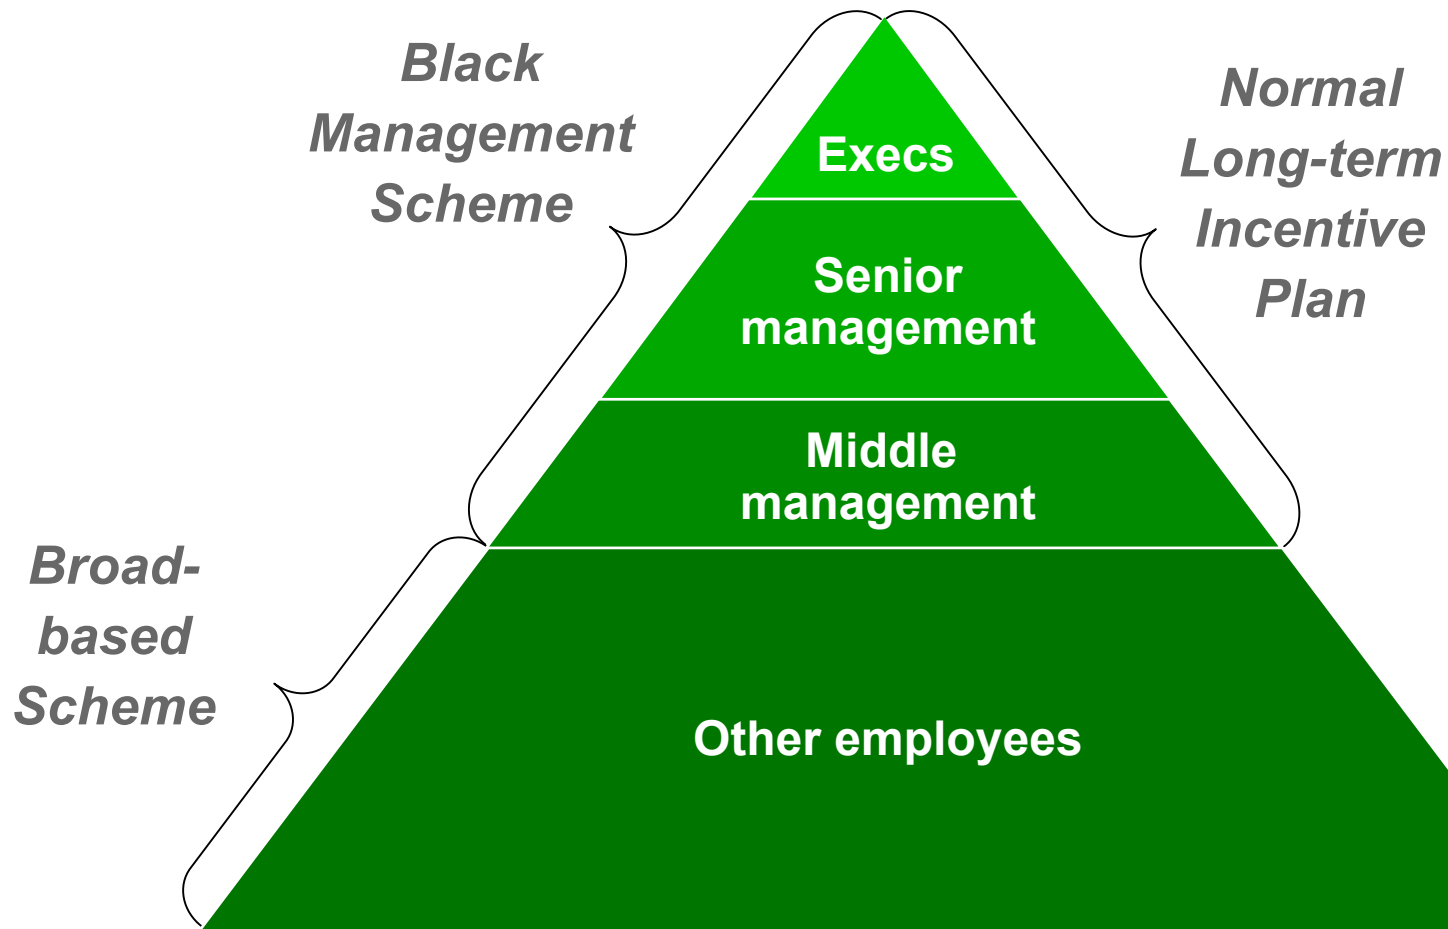 Black
Management
Scheme
Normal
Long-term
Incentive
Plan
Execs
Senior
management
Middle
management
Broad-
based
Scheme
Other employees